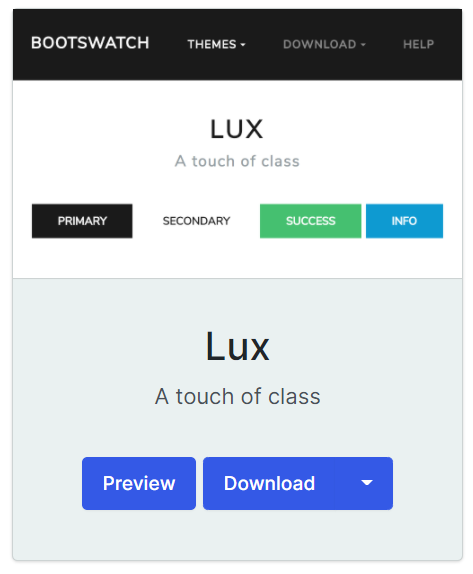 BOOTSWATCH THEMES DOWNLOAD HELP
LUX
A touch of class
PRIMARY SECONDARY SUCCESS INFO
Lux
A touch of class
Preview Download